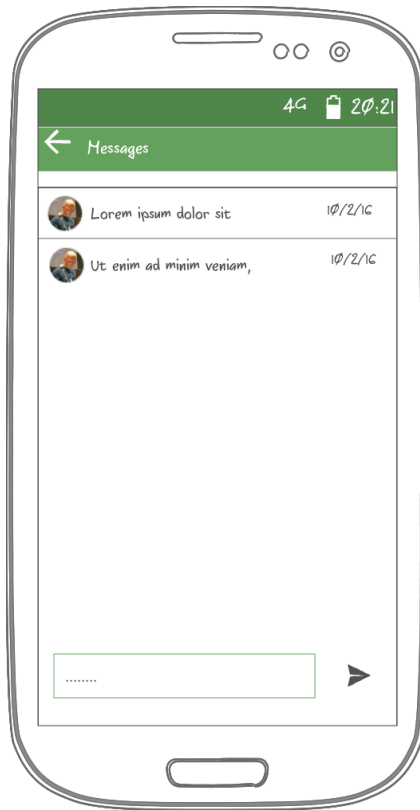 4G 20:21
Messages
Lorem ipsum dolor sit 10/2/16
Ut enim ad minim veniam, 10/2/16
........